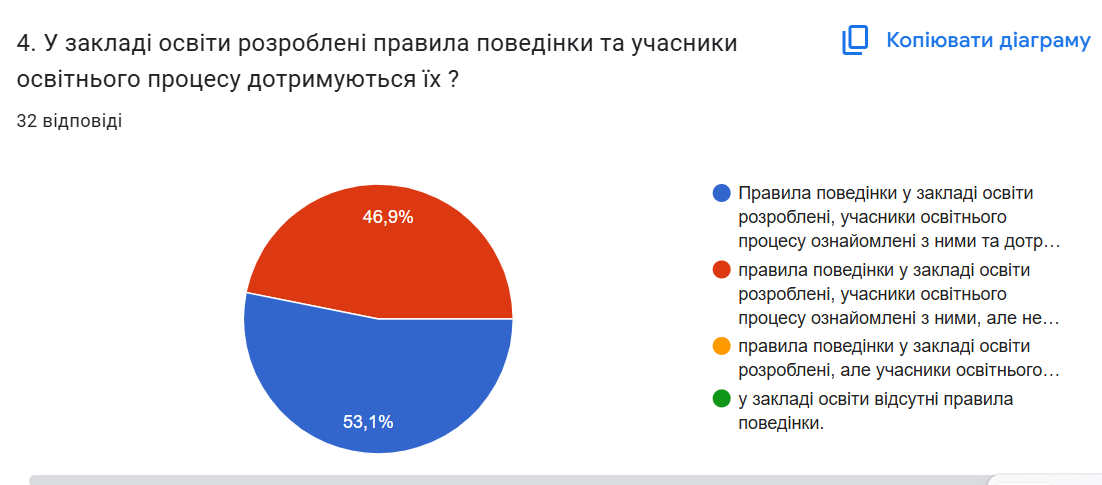 4. У закладі освіти розроблені правила поведінки та учасники
освітнього процесу дотримуються їх ?
Копіювати діаграму
32 відповіді
46,9%
53,1%
Правила поведінки у закладі освіти
розроблені, учасники освітнього
процесу ознайомлені з ними та дотр…
правила поведінки у закладі освіти
розроблені, учасники освітнього
процесу ознайомлені з ними, але не…
правила поведінки у закладі освіти
розроблені, але учасники освітнього…
у закладі освіти відсутні правила
поведінки.